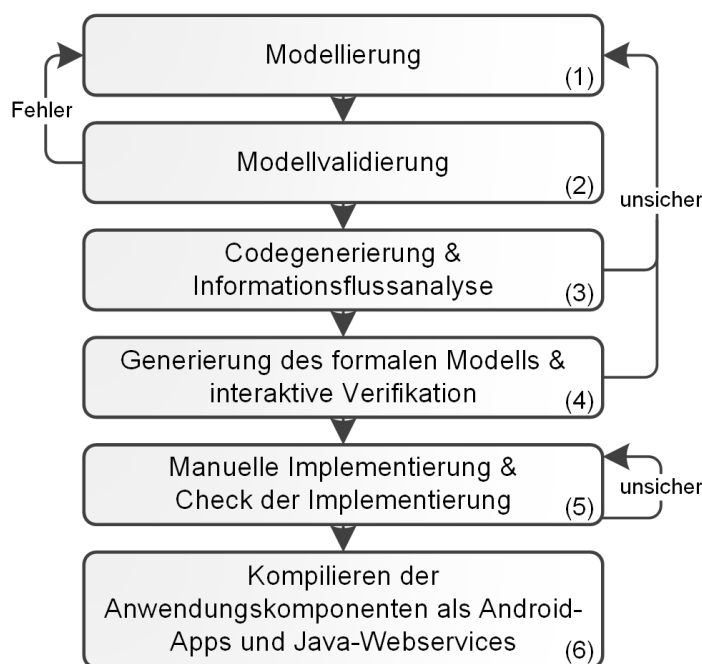 Modellierung
(1)
Fehler
Modellvalidierung
(2)
unsicher
Codegenerierung &
Informationsflussanalyse
(3)
Generierung des formalen Modells &
interaktive Verifikation
(4)
Manuelle Implementierung &
Check der Implementierung
(5)
unsicher
Kompilieren der
Anwendungskomponenten als Android-
Apps und Java-Webservices
(6)